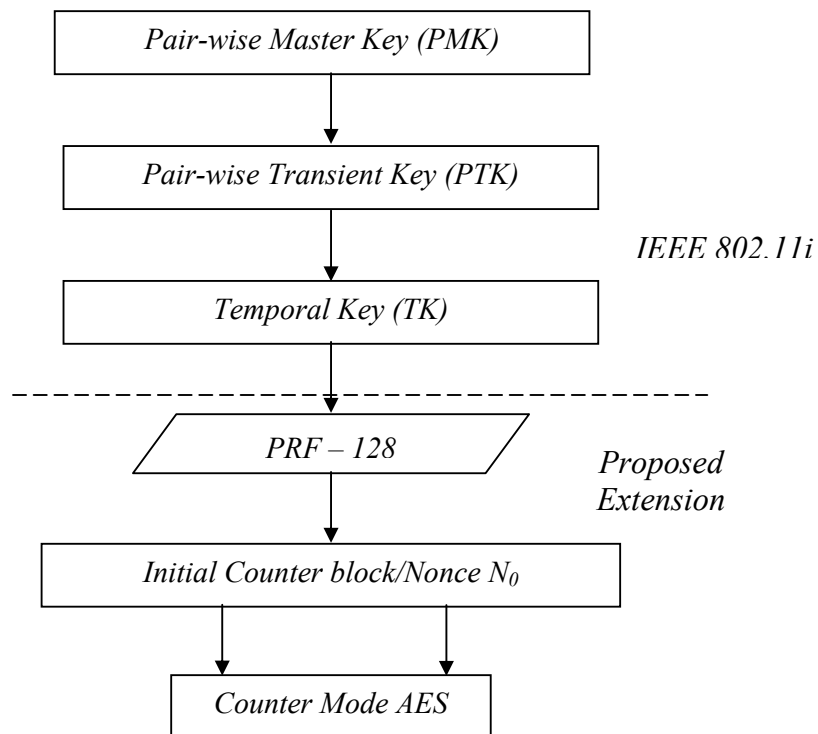 Pair-wise Master Key (PMK)
Pair-wise Transient Key (PTK)
IEEE 802.11i
Temporal Key (TK)
PRF – 128
Proposed
Extension
Initial Counter block/Nonce N₀
Counter Mode AES